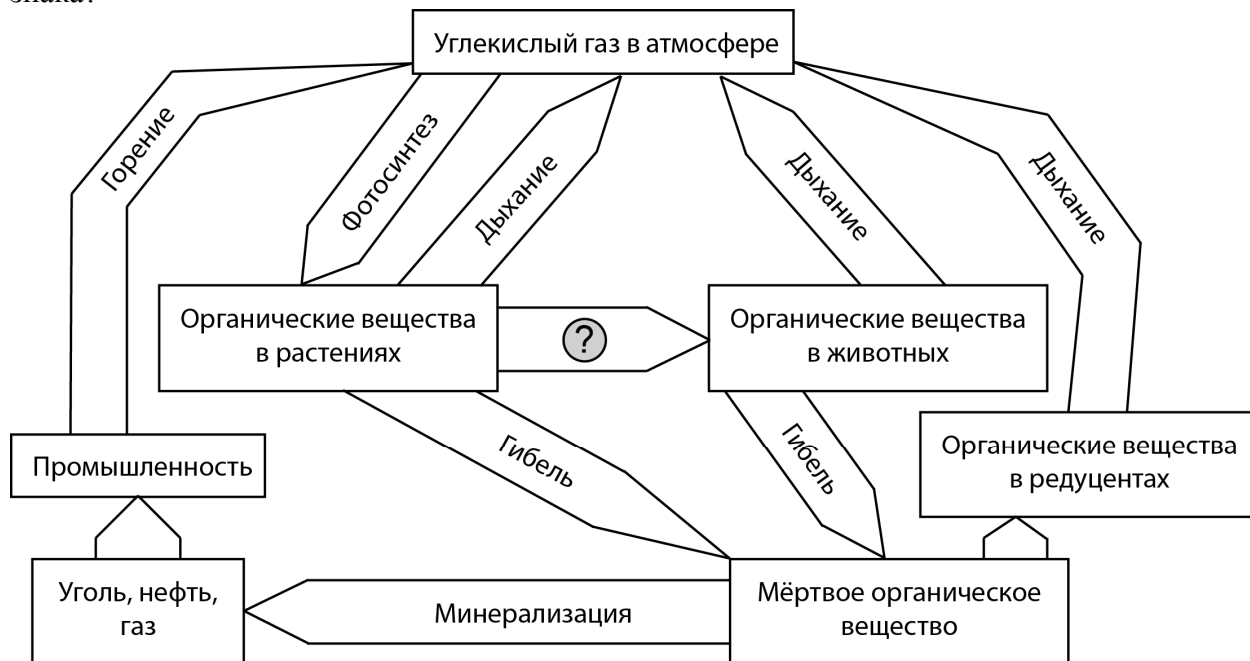 Углекислый газ в атмосфере
Горение
Фотосинтез
Дыхание
Дыхание
Дыхание
Органические вещества
в растениях
?
Органические вещества
в животных
Гибель
Гибель
Органические вещества
в редуцентах
Промышленность
Уголь, нефть,
газ
Минерализация
Мёртвое органическое
вещество